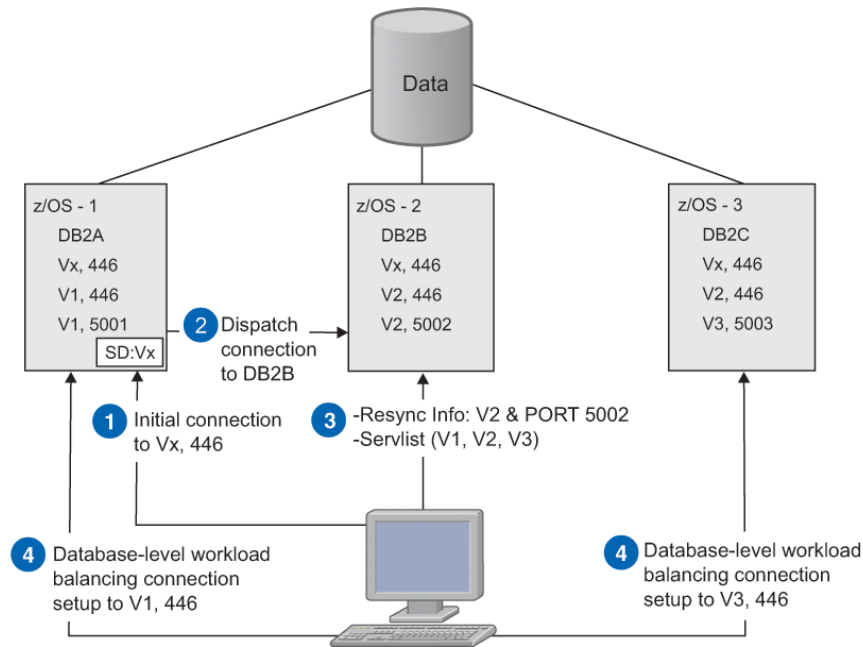 Data
z/OS - 1
DB2A
Vx, 446
V1, 446
V1, 5001
SD:Vx
z/OS - 2
DB2B
Vx, 446
V2, 446
V2, 5002
z/OS - 3
DB2C
Vx, 446
V2, 446
V3, 5003
2 Dispatch
connection
to DB2B
1 Initial connection
to Vx, 446
3 -Resync Info: V2 & PORT 5002
-Servlist (V1, V2, V3)
4 Database-level workload
balancing connection
setup to V1, 446
4 Database-level workload
balancing connection
setup to V3, 446